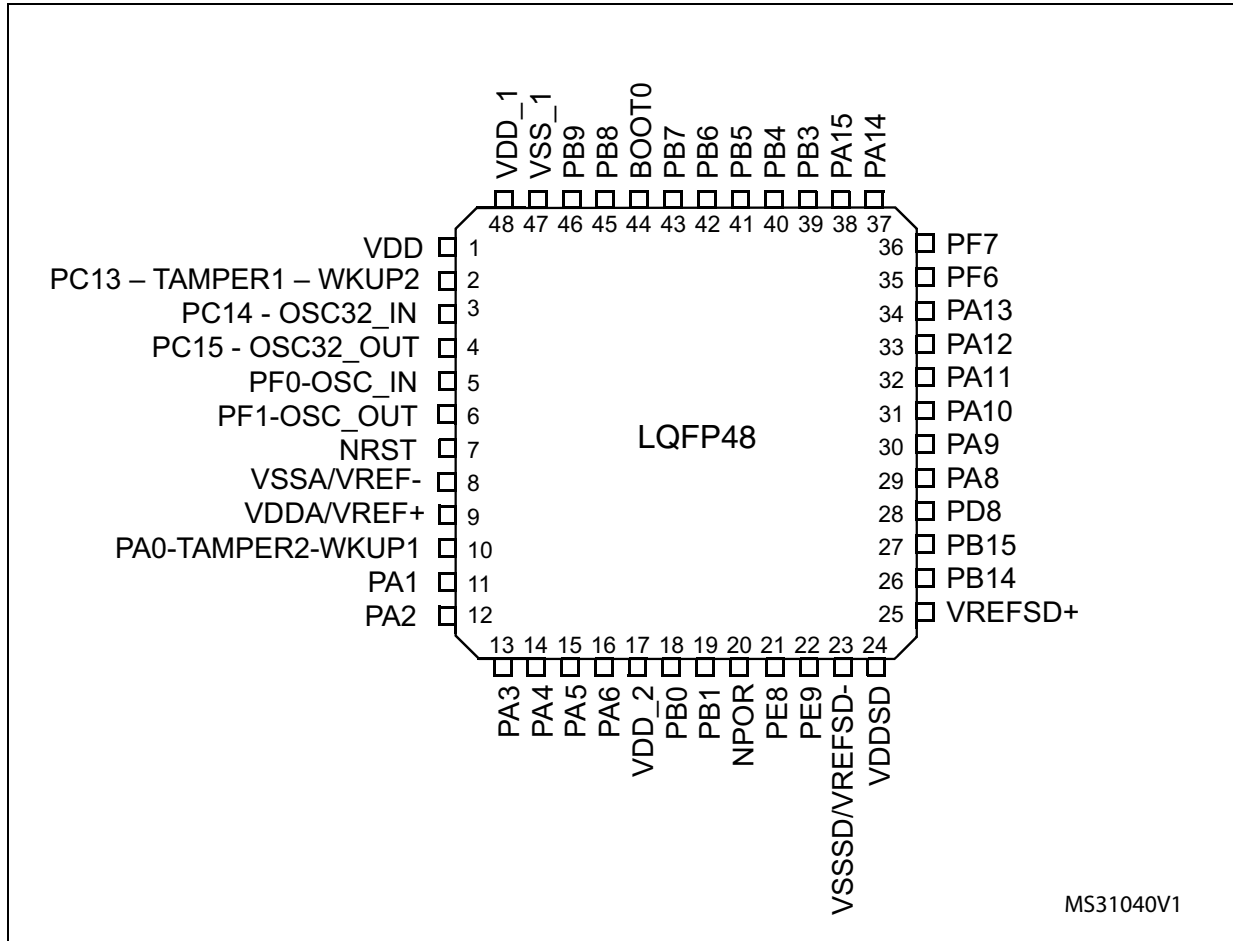 VDD_1
VSS_1
PB9
PB8
BOOT0
PB7
PB6
PB5
PB4
PB3
PA15
PA14
48 47 46 45 44 43 42 41 40 39 38 37
VDD 1
PC13 – TAMPER1 – WKUP2 2
PC14 - OSC32_IN 3
PC15 - OSC32_OUT 4
PF0-OSC_IN 5
PF1-OSC_OUT 6
NRST 7
VSSA/VREF- 8
VDDA/VREF+ 9
PA0-TAMPER2-WKUP1 10
PA1 11
PA2 12
LQFP48
36 PF7
35 PF6
34 PA13
33 PA12
32 PA11
31 PA10
30 PA9
29 PA8
28 PD8
27 PB15
26 PB14
25 VREFSD+
13 14 15 16 17 18 19 20 21 22 23 24
PA3
PA4
PA5
PA6
VDD_2
PB0
PB1
NPOR
PE8
PE9
VSSSD/VREFSD-
VDDSD
MS31040V1